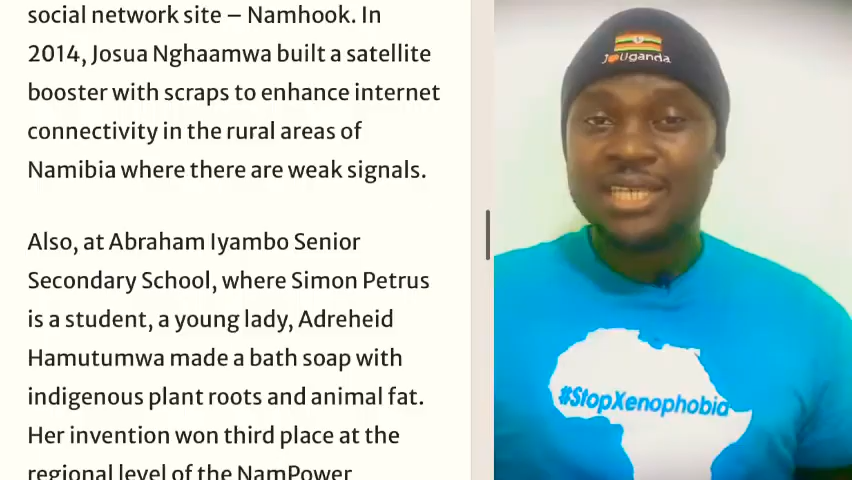 social network site – Namhook. In
2014, Josua Nghaamwa built a satellite
booster with scraps to enhance internet
connectivity in the rural areas of
Namibia where there are weak signals.
Also, at Abraham Iyambo Senior
Secondary School, where Simon Petrus
is a student, a young lady, Adreheid
Hamutumwa made a bath soap with
indigenous plant roots and animal fat.
Her invention won third place at the
regional level of the NamPower
Uganda
#StopXenophobia